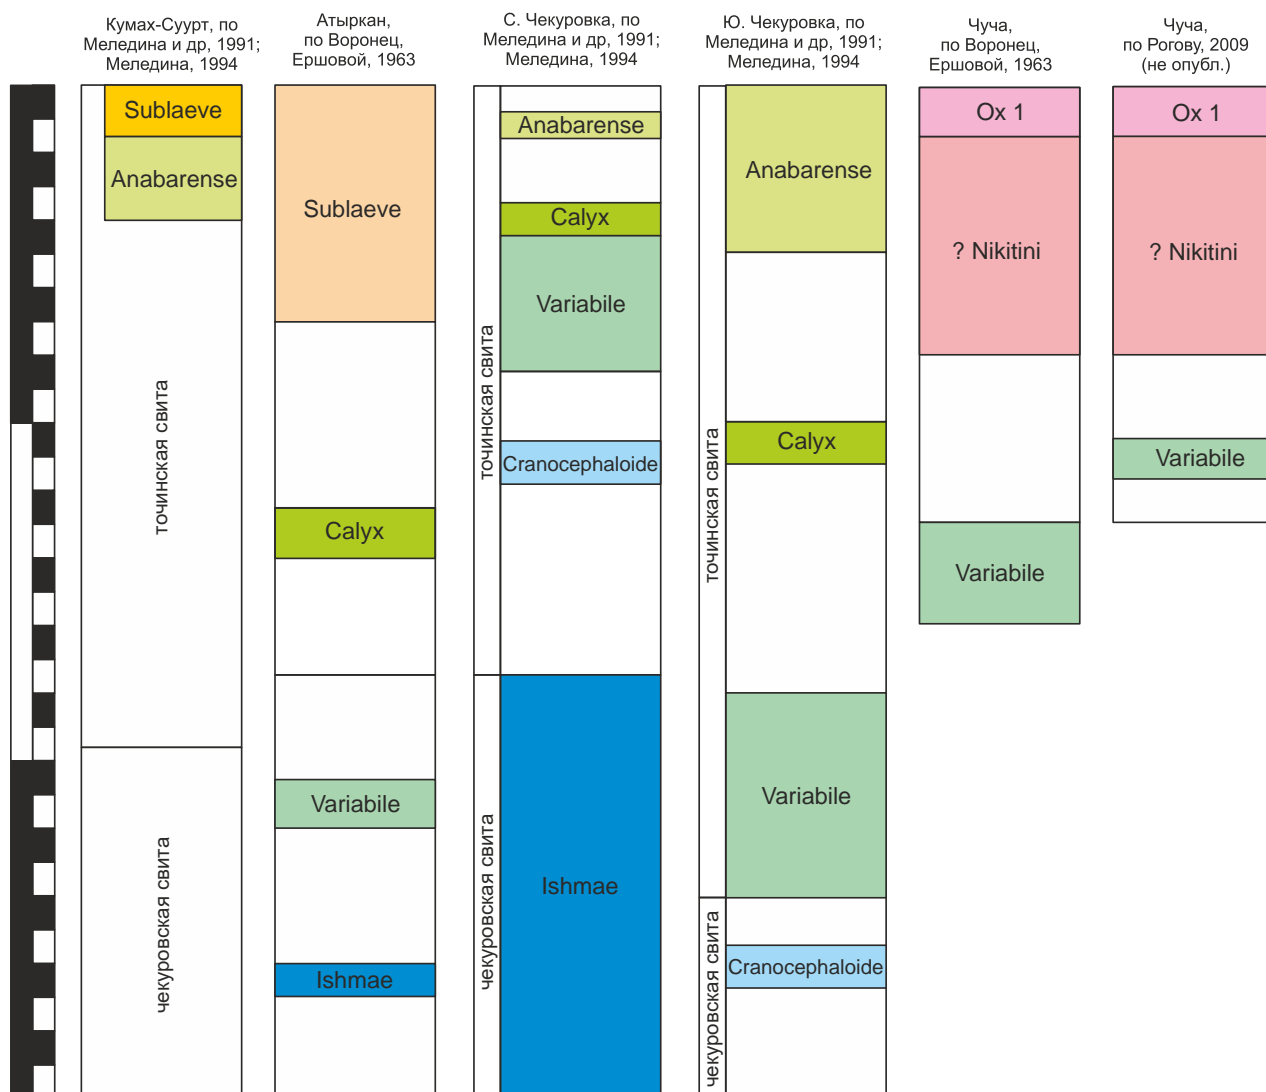 Кумах-Суурт, по
Меледина и др, 1991;
Меледина, 1994
Sublaeve
Anabarense
точинская свита
чекуровская свита
Атыркан,
по Воронец,
Ершовой, 1963
Sublaeve
Calyx
Variabile
Ishmae
С. Чекуровка, по
Меледина и др, 1991;
Меледина, 1994
Anabarense
Calyx
Variabile
Cranocephaloide
Ishmae
точинская свита
чекуровская свита
Ю. Чекуровка, по
Меледина и др, 1991;
Меледина, 1994
Anabarense
Calyx
Variabile
Cranocephaloide
точинская свита
чекуровская свита
Чуча,
по Воронец,
Ершовой, 1963
Ox 1
? Nikitini
Variabile
Чуча,
по Рогову, 2009
(не опубл.)
Ox 1
? Nikitini
Variabile